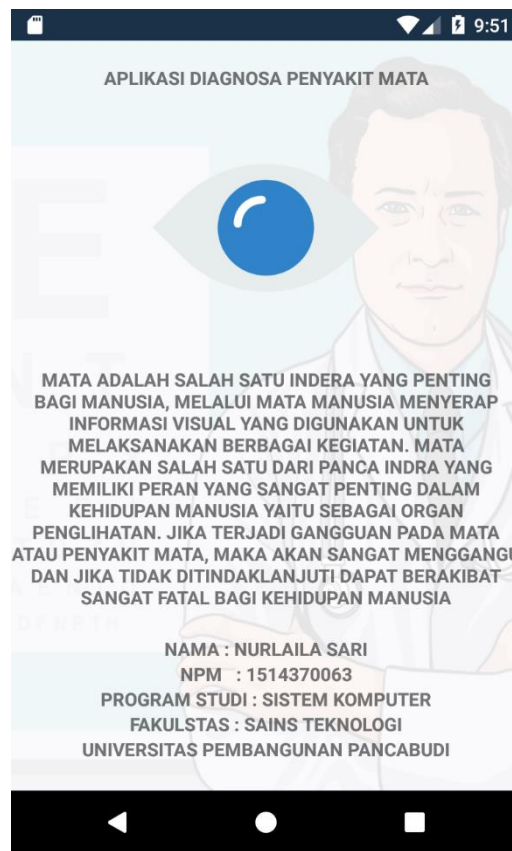 9:51
APLIKASI DIAGNOSA PENYAKIT MATA
MATA ADALAH SALAH SATU INDERA YANG PENTING
BAGI MANUSIA, MELALUI MATA MANUSIA MENYERAP
INFORMASI VISUAL YANG DIGUNAKAN UNTUK
MELAKSANAKAN BERBAGAI KEGIATAN. MATA
MERUPAKAN SALAH SATU DARI PANCA INDRA YANG
MEMILIKI PERAN YANG SANGAT PENTING DALAM
KEHIDUPAN MANUSIA YAITU SEBAGAI ORGAN
PENGLIHATAN. JIKA TERJADI GANGGUAN PADA MATA
ATAU PENYAKIT MATA, MAKA AKAN SANGAT MENGGANGU
DAN JIKA TIDAK DITINDAKLANJUTI DAPAT BERAKIBAT
SANGAT FATAL BAGI KEHIDUPAN MANUSIA
NAMA : NURLAILA SARI
NPM : 1514370063
PROGRAM STUDI : SISTEM KOMPUTER
FAKULSTAS : SAINS TEKNOLOGI
UNIVERSITAS PEMBANGUNAN PANCABUDI